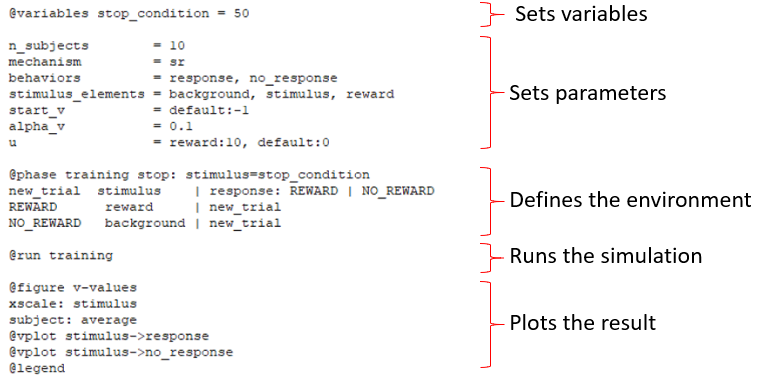 @variables stop_condition = 50
Sets variables
n_subjects = 10
mechanism = sr
behaviors = response, no_response
stimulus_elements = background, stimulus, reward
start_v = default:-1
alpha_v = 0.1
u = reward:10, default:0
Sets parameters
@phase training stop: stimulus=stop_condition
new_trial stimulus | response: REWARD | NO_REWARD
REWARD reward | new_trial
NO_REWARD background | new_trial
Defines the environment
@run training
Runs the simulation
@figure v-values
xscale: stimulus
subject: average
@vplot stimulus->response
@vplot stimulus->no_response
@legend
Plots the result